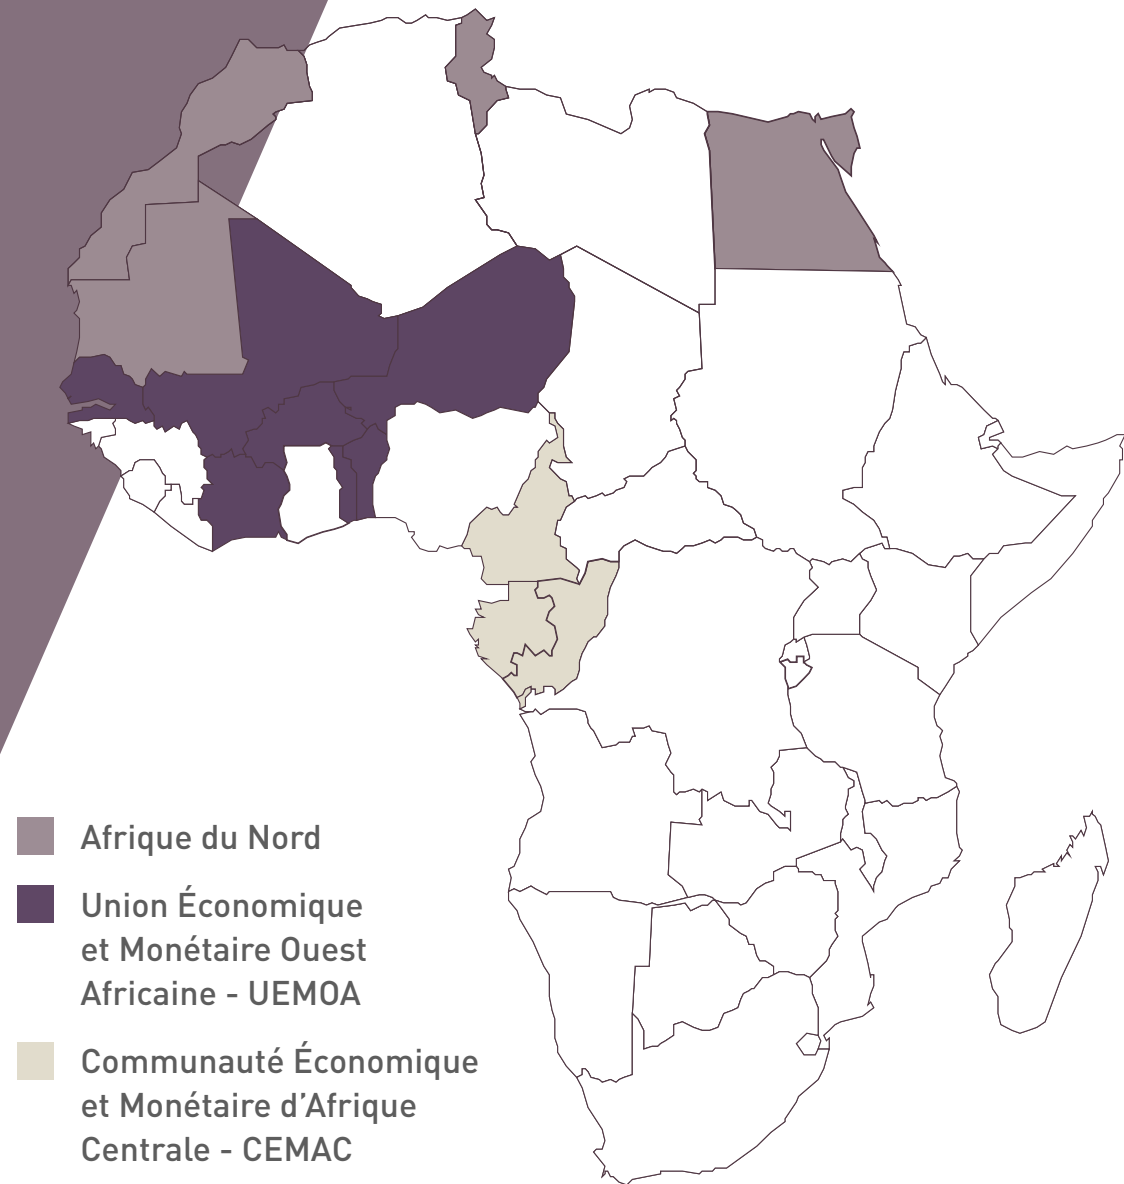 Afrique du Nord
Union Économique
et Monétaire Ouest
Africaine - UEMOA
Communauté Économique
et Monétaire d’Afrique
Centrale - CEMAC